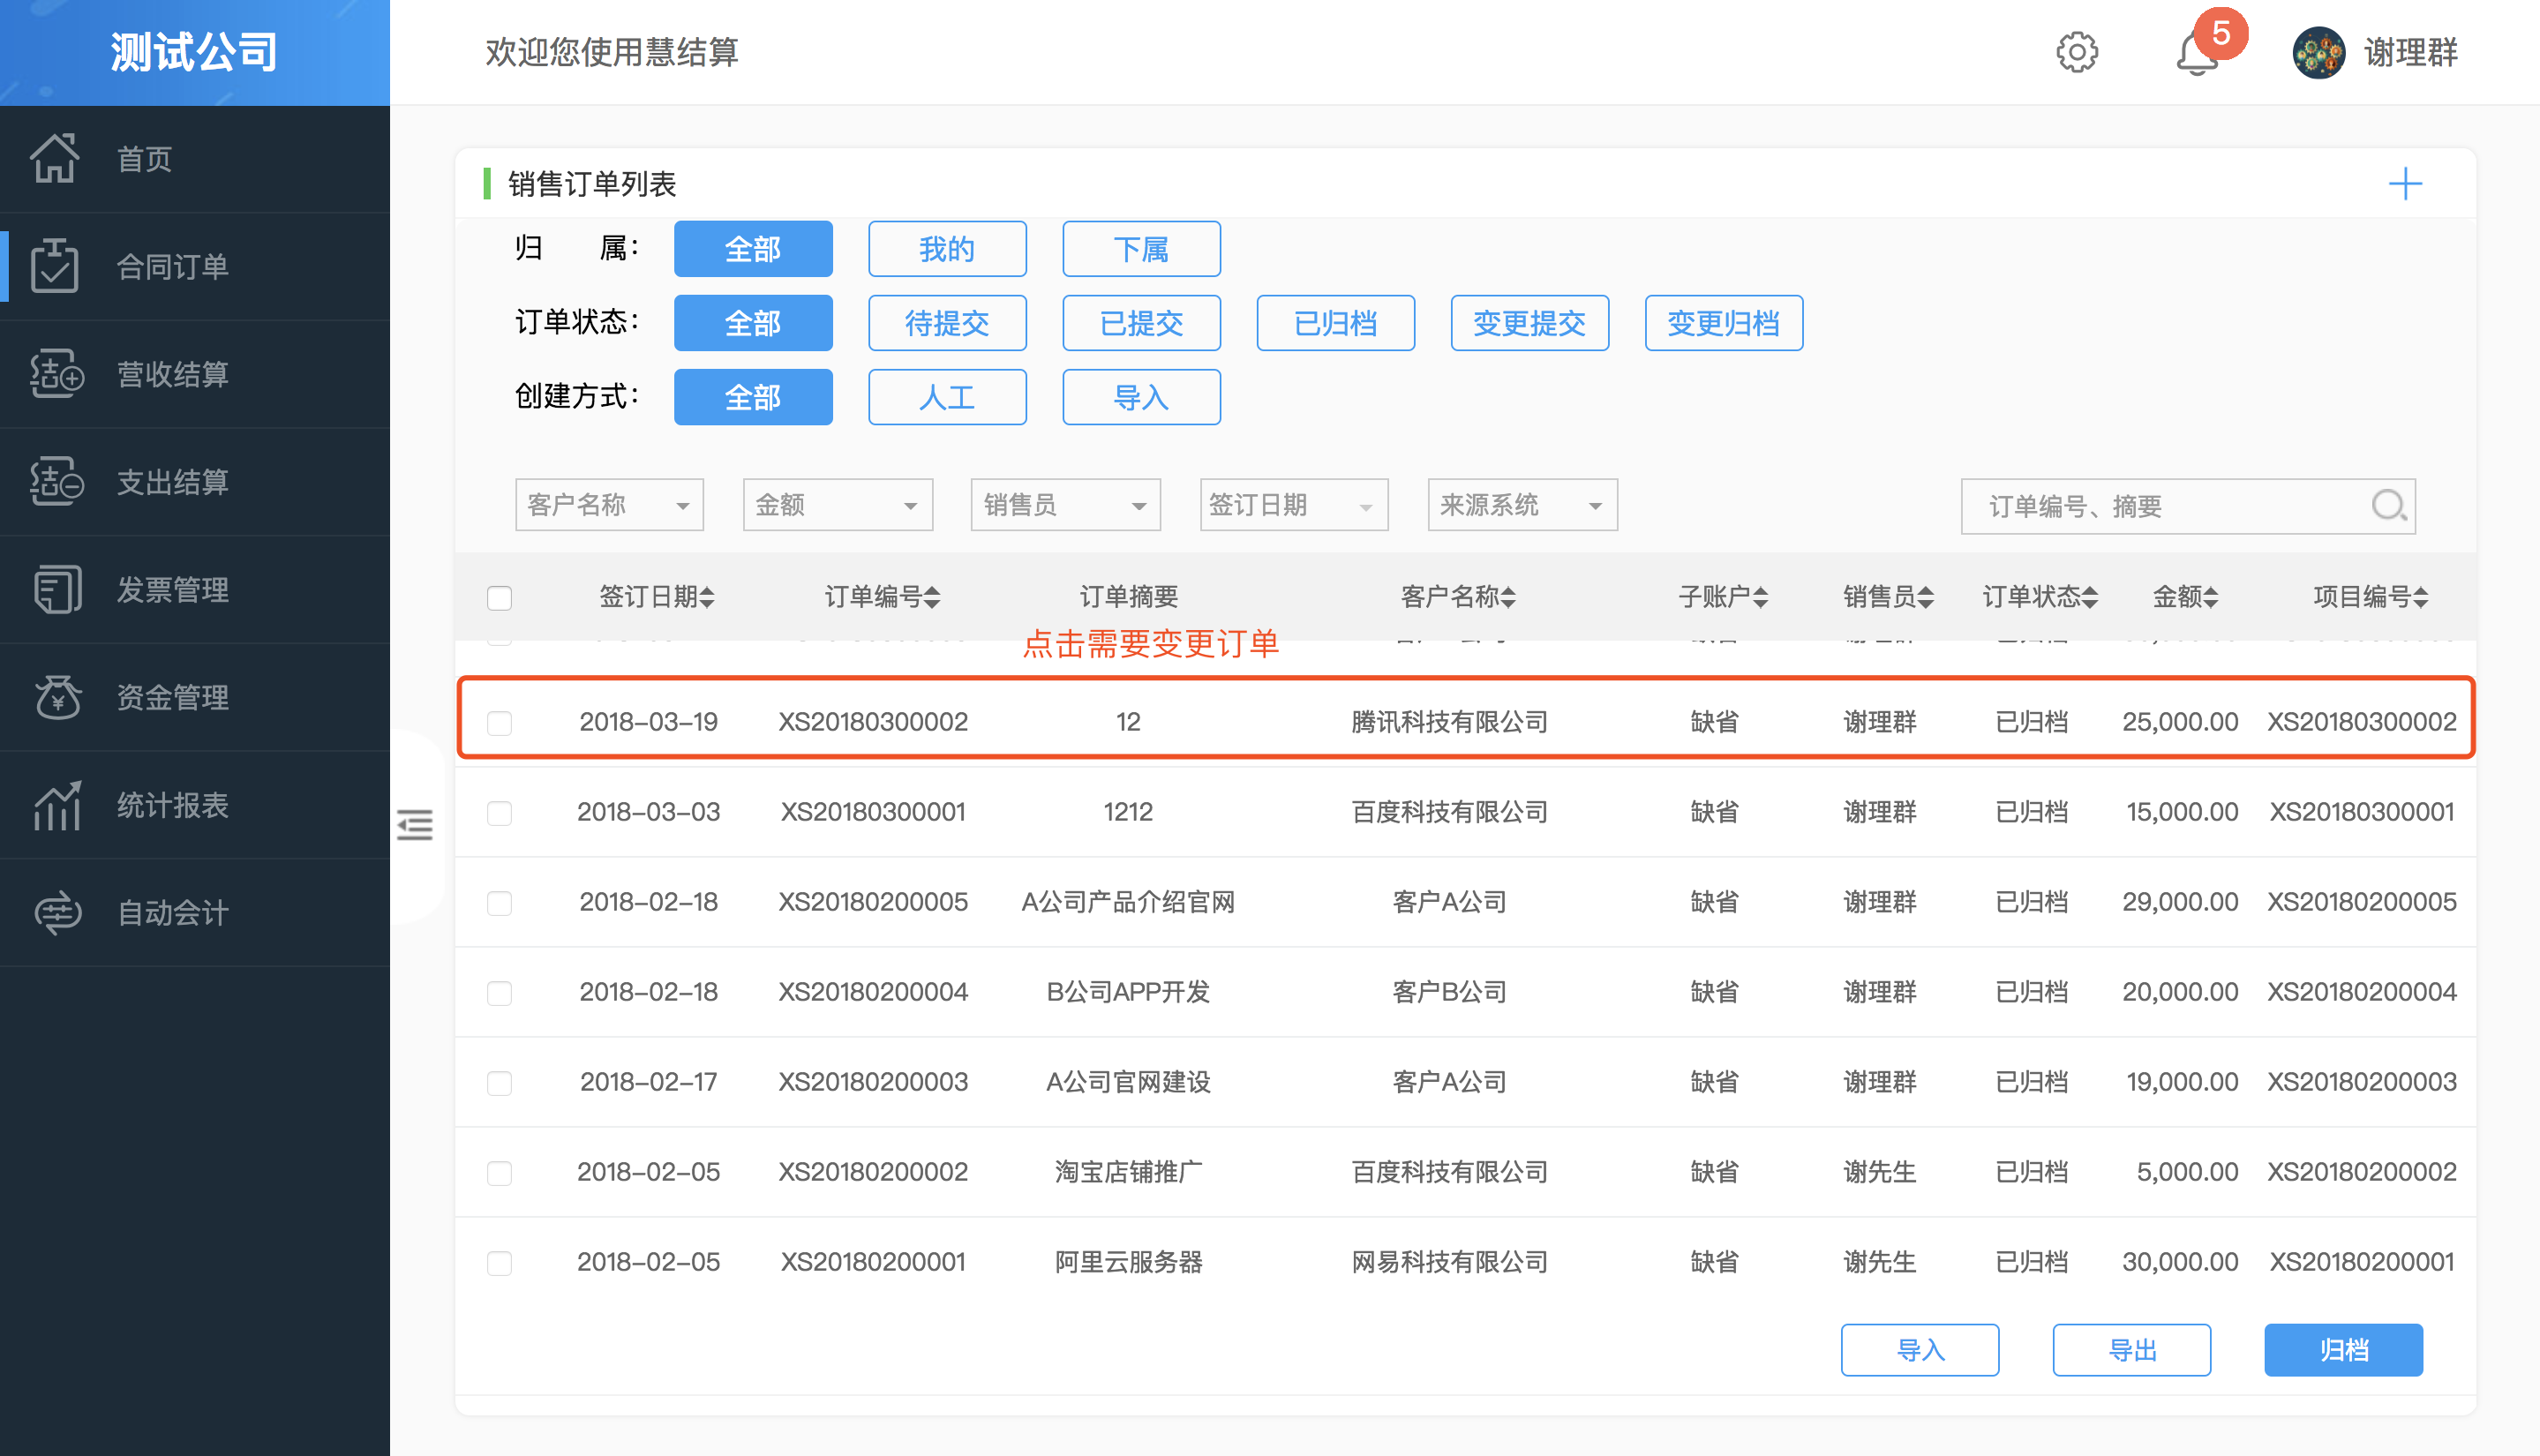 测试公司
欢迎您使用慧结算
5
谢理群
首页
合同订单
营收结算
支出结算
发票管理
资金管理
统计报表
自动会计
销售订单列表
归 属： 全部 我的 下属
订单状态： 全部 待提交 已提交 已归档 变更提交 变更归档
创建方式： 全部 人工 导入
客户名称 金额 销售员 签订日期 来源系统 订单编号、摘要
签订日期 订单编号 订单摘要 客户名称 子账户 销售员 订单状态 金额 项目编号
点击需要变更订单
2018-03-19 XS20180300002 12 腾讯科技有限公司 缺省 谢理群 已归档 25,000.00 XS20180300002
2018-03-03 XS20180300001 1212 百度科技有限公司 缺省 谢理群 已归档 15,000.00 XS20180300001
2018-02-18 XS20180200005 A公司产品介绍官网 客户A公司 缺省 谢理群 已归档 29,000.00 XS20180200005
2018-02-18 XS20180200004 B公司APP开发 客户B公司 缺省 谢理群 已归档 20,000.00 XS20180200004
2018-02-17 XS20180200003 A公司官网建设 客户A公司 缺省 谢理群 已归档 19,000.00 XS20180200003
2018-02-05 XS20180200002 淘宝店铺推广 百度科技有限公司 缺省 谢先生 已归档 5,000.00 XS20180200002
2018-02-05 XS20180200001 阿里云服务器 网易科技有限公司 缺省 谢先生 已归档 30,000.00 XS20180200001
导入 导出 归档